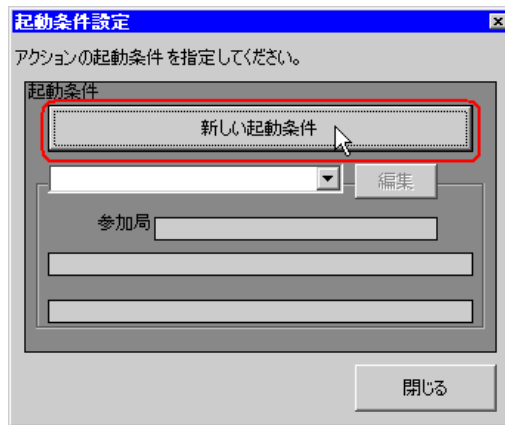 起動条件設定
アクションの起動条件を指定してください。
起動条件
新しい起動条件
編集
参加局
閉じる